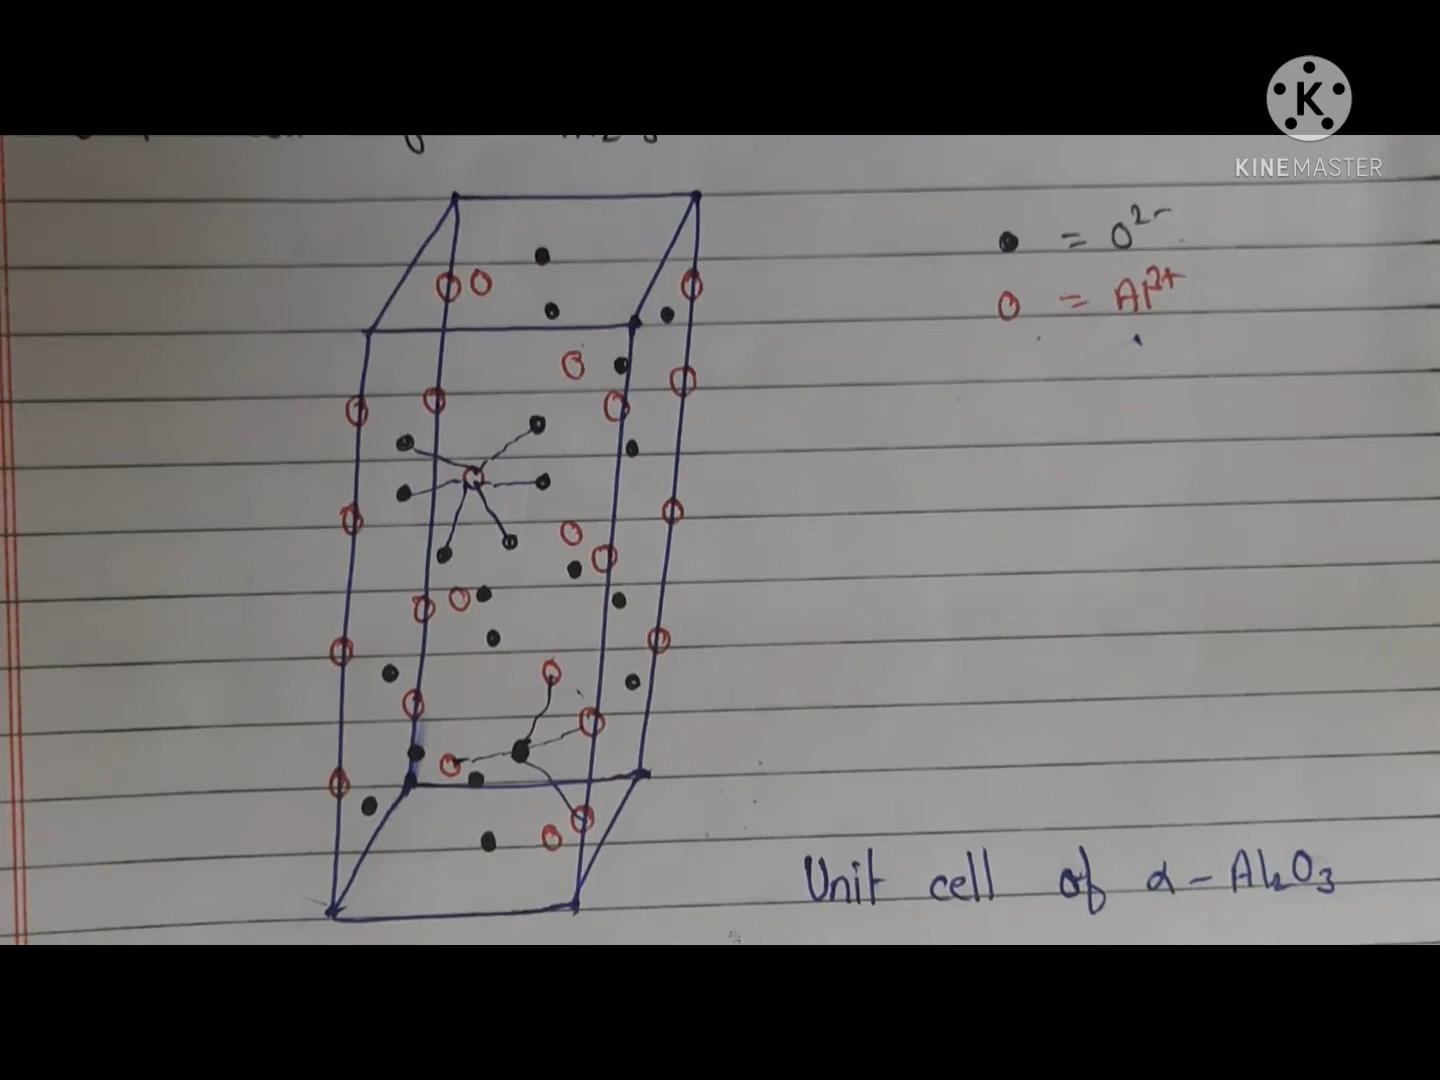 K
KINEMASTER
● = O²⁻
O = Al³⁺
Unit cell of α - Al₂O₃